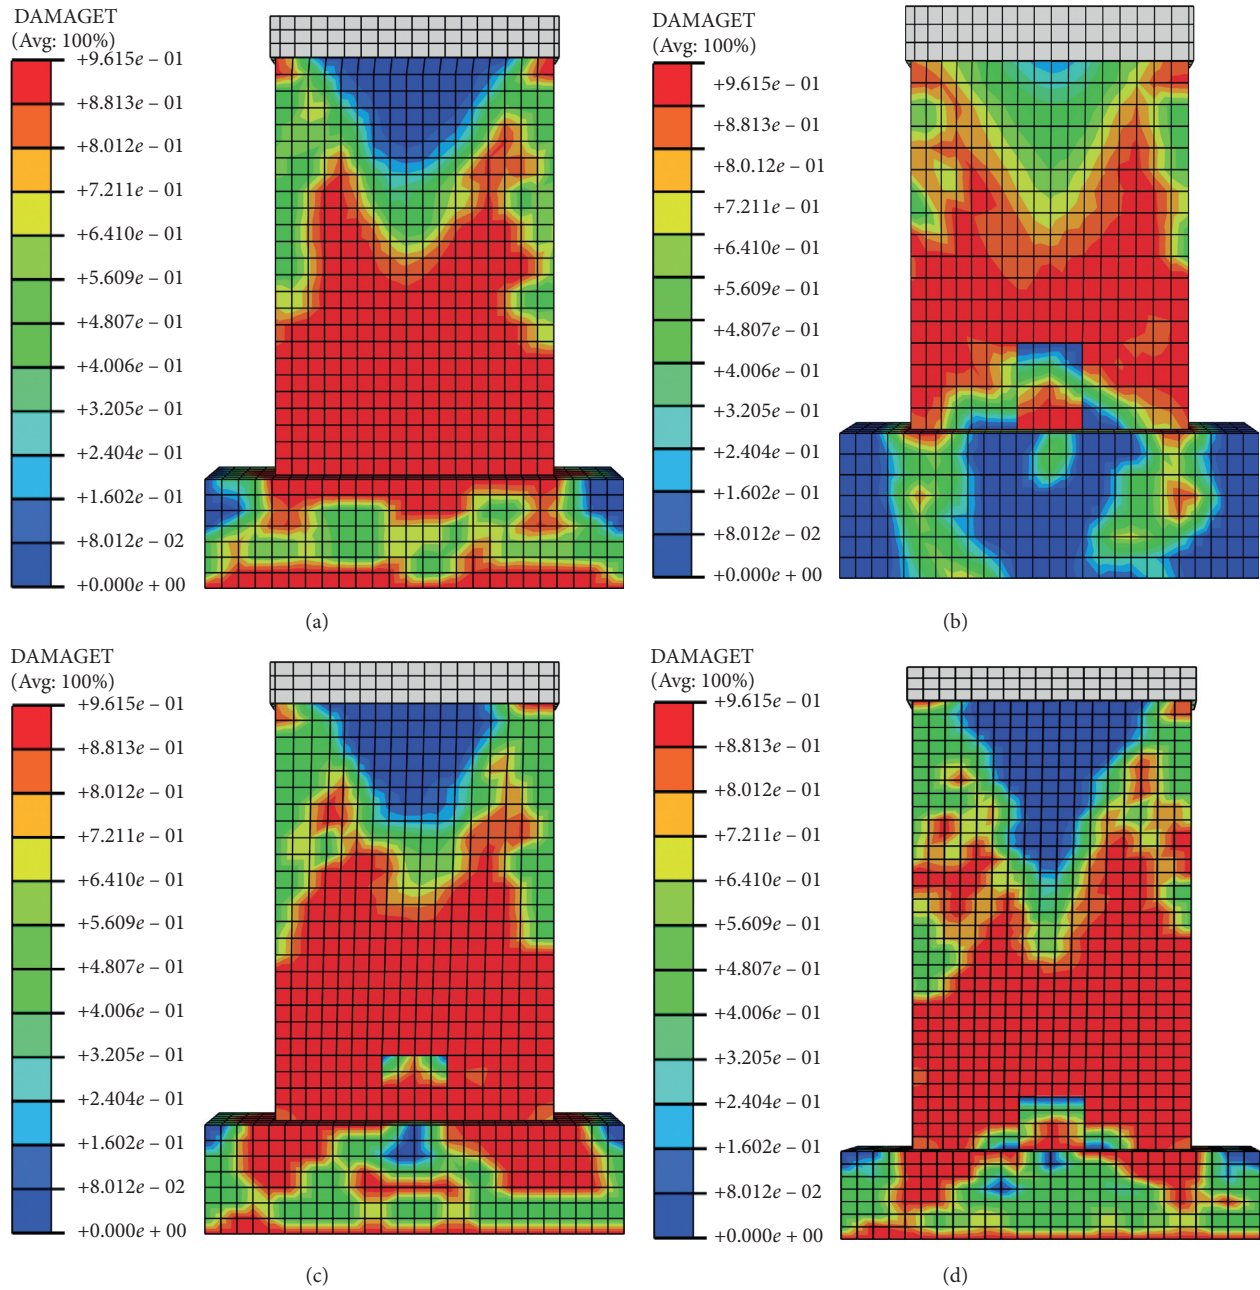 DAMAGET
(Avg: 100%)
+9.615e – 01
+8.813e – 01
+8.012e – 01
+7.211e – 01
+6.410e – 01
+5.609e – 01
+4.807e – 01
+4.006e – 01
+3.205e – 01
+2.404e – 01
+1.602e – 01
+8.012e – 02
+0.000e + 00
(a)
DAMAGET
(Avg: 100%)
+9.615e – 01
+8.813e – 01
+8.0.12e – 01
+7.211e – 01
+6.410e – 01
+5.609e – 01
+4.807e – 01
+4.006e – 01
+3.205e – 01
+2.404e – 01
+1.602e – 01
+8.012e – 02
+0.000e + 00
(b)
DAMAGET
(Avg: 100%)
+9.615e – 01
+8.813e – 01
+8.012e – 01
+7.211e – 01
+6.410e – 01
+5.609e – 01
+4.807e – 01
+4.006e – 01
+3.205e – 01
+2.404e – 01
+1.602e – 01
+8.012e – 02
+0.000e + 00
(c)
DAMAGET
(Avg: 100%)
+9.615e – 01
+8.813e – 01
+8.012e – 01
+7.211e – 01
+6.410e – 01
+5.609e – 01
+4.807e – 01
+4.006e – 01
+3.205e – 01
+2.404e – 01
+1.602e – 01
+8.012e – 02
+0.000e + 00
(d)